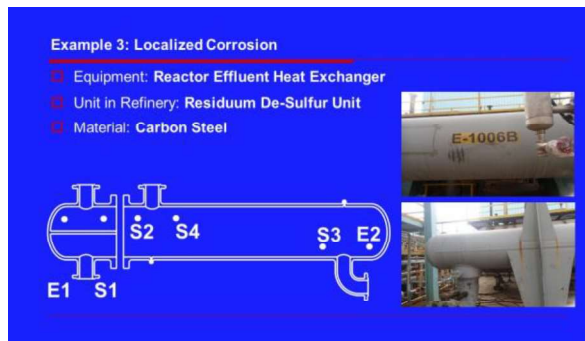 Example 3: Localized Corrosion
Equipment: Reactor Effluent Heat Exchanger
Unit in Refinery: Residuum De-Sulfur Unit
Material: Carbon Steel
E-1006B
S2 S4
S3 E2
E1 S1